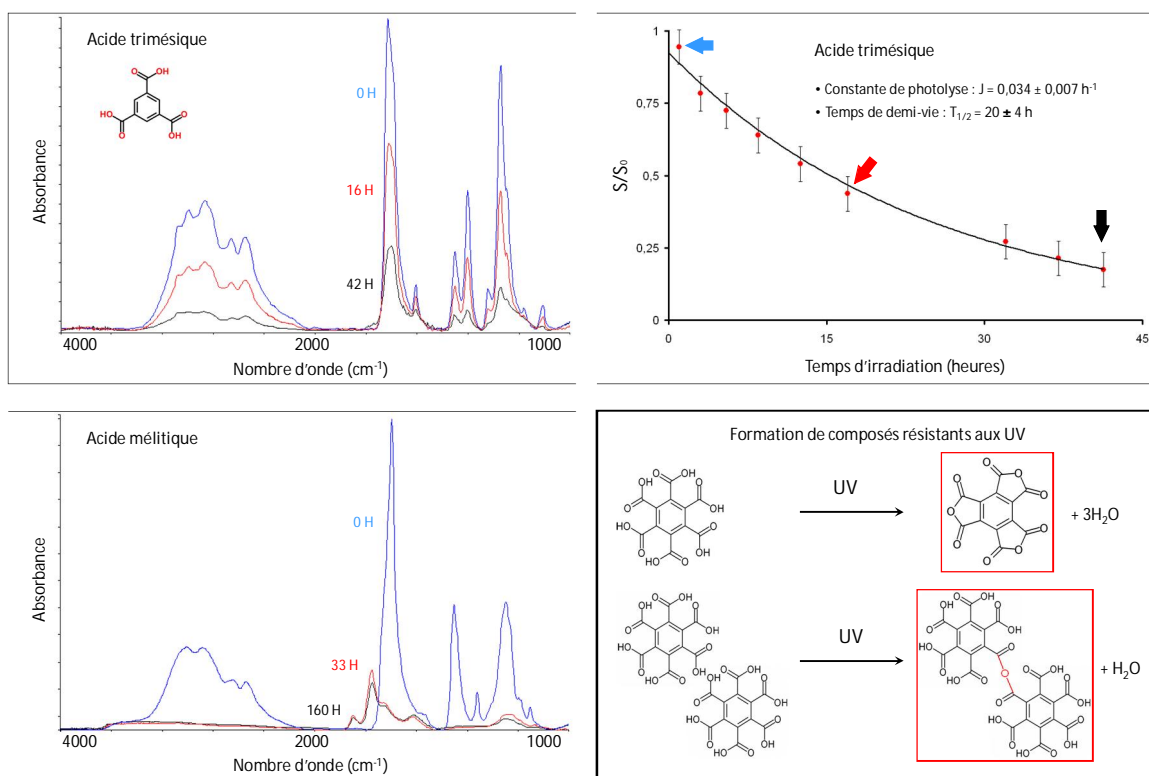 Acide trimésique
OH
O
HO
O
O
OH
0 H
16 H
42 H
Absorbance
4000
2000
1000
Nombre d'onde (cm-1)
Acide trimésique
• Constante de photolyse : J = 0,034 ± 0,007 h-1
• Temps de demi-vie : T1/2 = 20 ± 4 h
S/S0
1
0,75
0,5
0,25
0
0
15
30
45
Temps d'irradiation (heures)
Acide mélitique
0 H
33 H
160 H
Absorbance
4000
2000
1000
Nombre d'onde (cm-1)
Formation de composés résistants aux UV
UV
+ 3H2O
UV
+ H2O